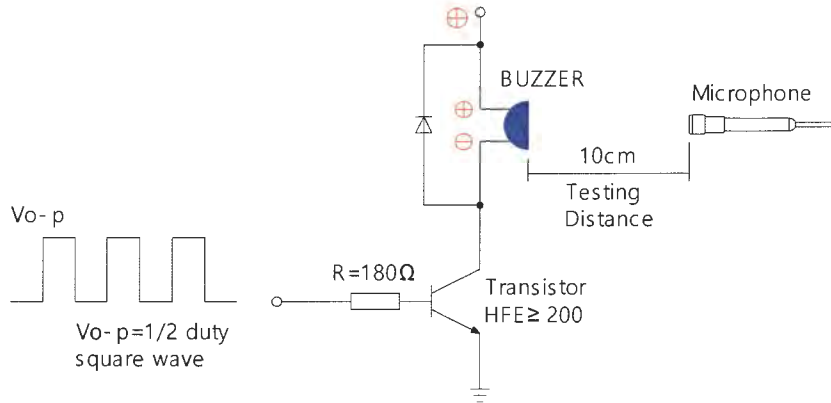 ⊕
BUZZER
⊕
⊖
Microphone
10cm
Testing
Distance
Vo-p
R=180Ω
Transistor
HFE≥200
Vo-p=1/2 duty
square wave